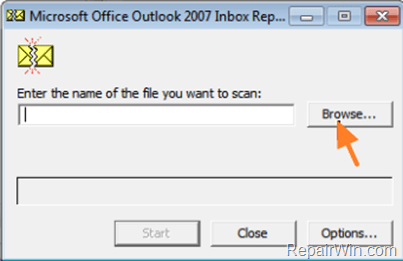 Microsoft Office Outlook 2007 Inbox Rep...
Enter the name of the file you want to scan:
Browse...
Start
Close
Options...
RepairWin.com